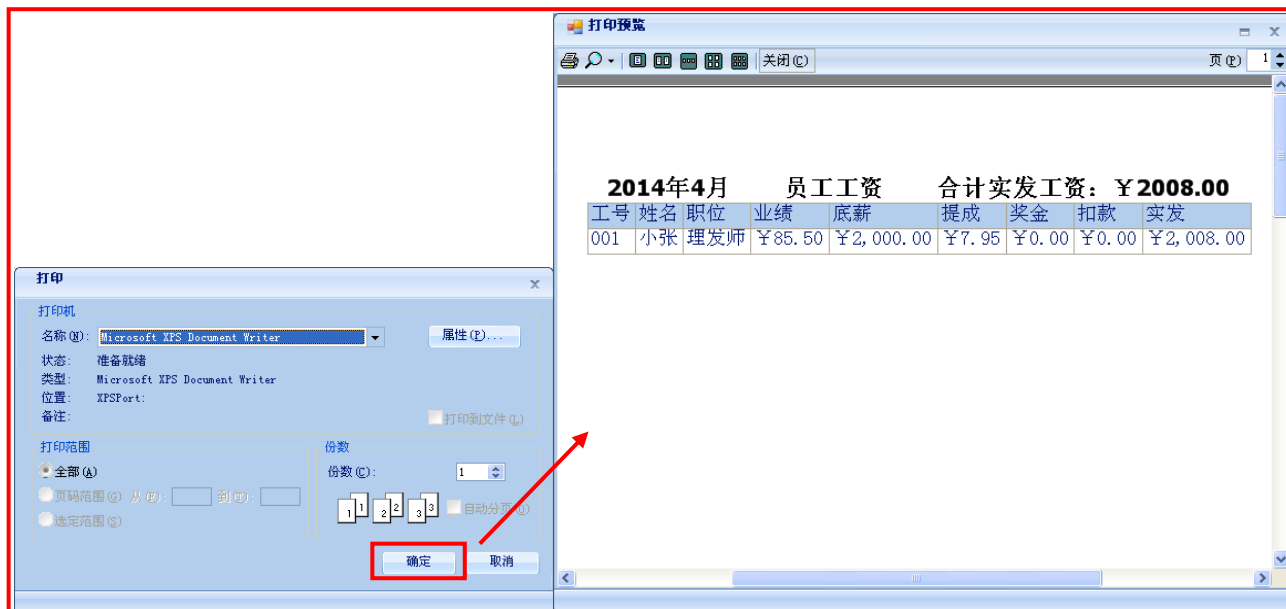 打印预览
关闭(C)
页(P) 1
2014年4月 员工工资 合计实发工资：￥2008.00
工号 姓名 职位 业绩 底薪 提成 奖金 扣款 实发
001 小张 理发师 ￥85.50 ￥2,000.00 ￥7.95 ￥0.00 ￥0.00 ￥2,008.00
打印
打印机
名称(N): Microsoft XPS Document Writer 属性(P)...
状态: 准备就绪
类型: Microsoft XPS Document Writer
位置: XPSPort:
备注: 打印到文件(L)
打印范围
全部(A)
页码范围(G) 从(F): 到(T):
选定范围(S)
份数
份数(C): 1
1 1 2 2 3 3 自动分页(O)
确定 取消